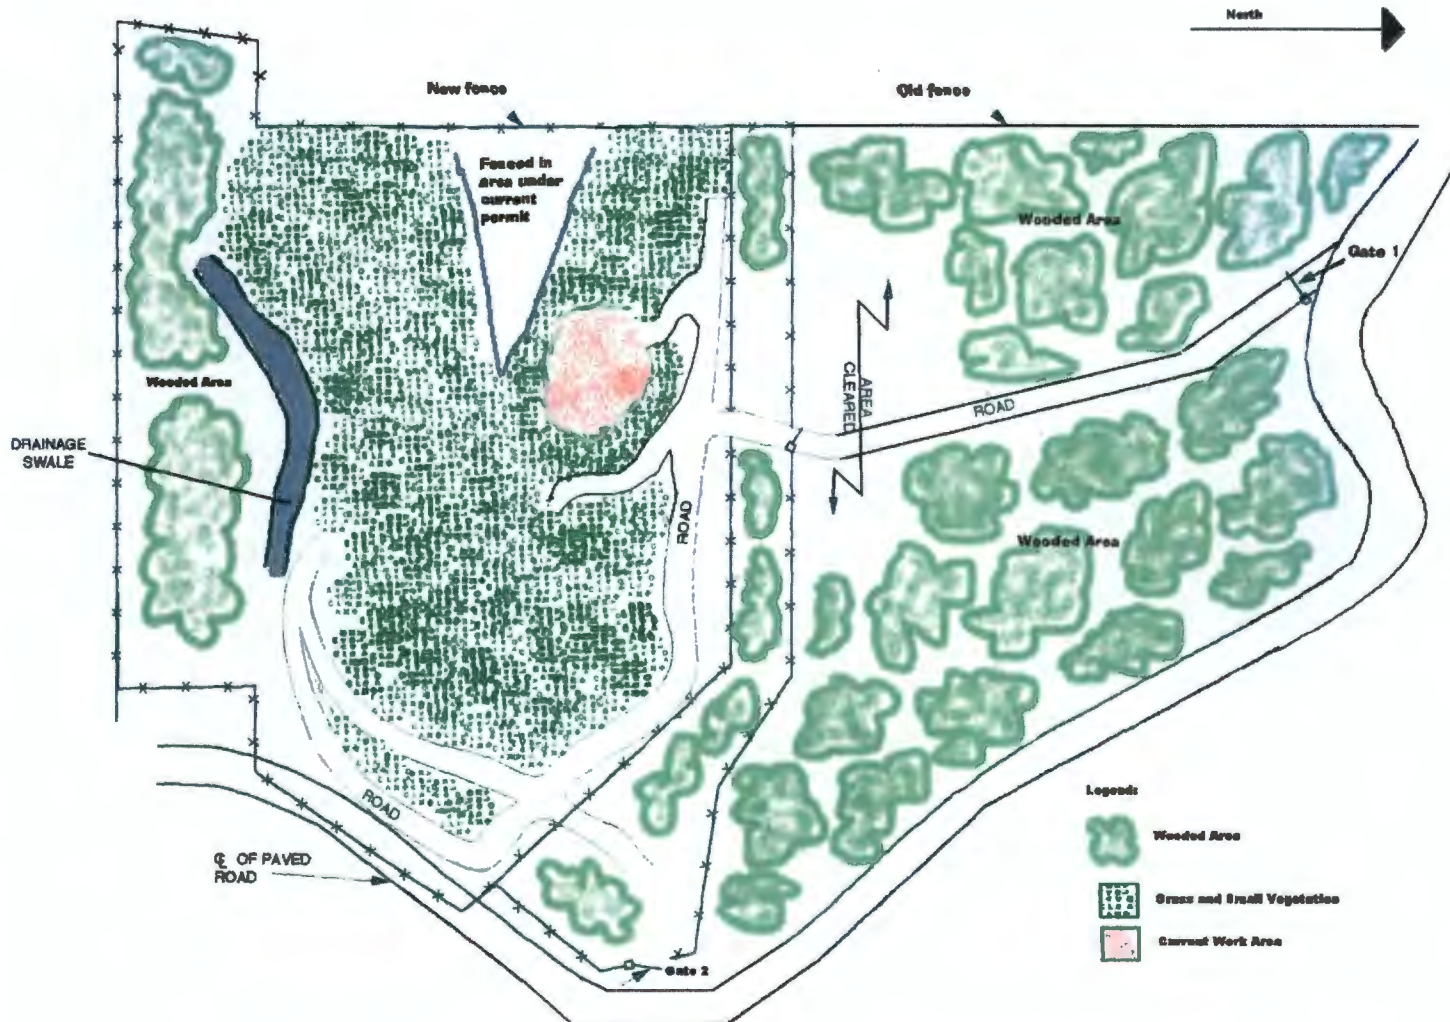 North
New fence
Old fence
Fenced in
area under
current
permit
Wooded Area
Gate 1
Wooded Area
AREA
CLEARED
ROAD
DRAINAGE
SWALE
ROAD
Wooded Area
ROAD
℄ OF PAVED
ROAD
Gate 2
Legend:
Wooded Area
Grass and Small Vegetation
Current Work Area